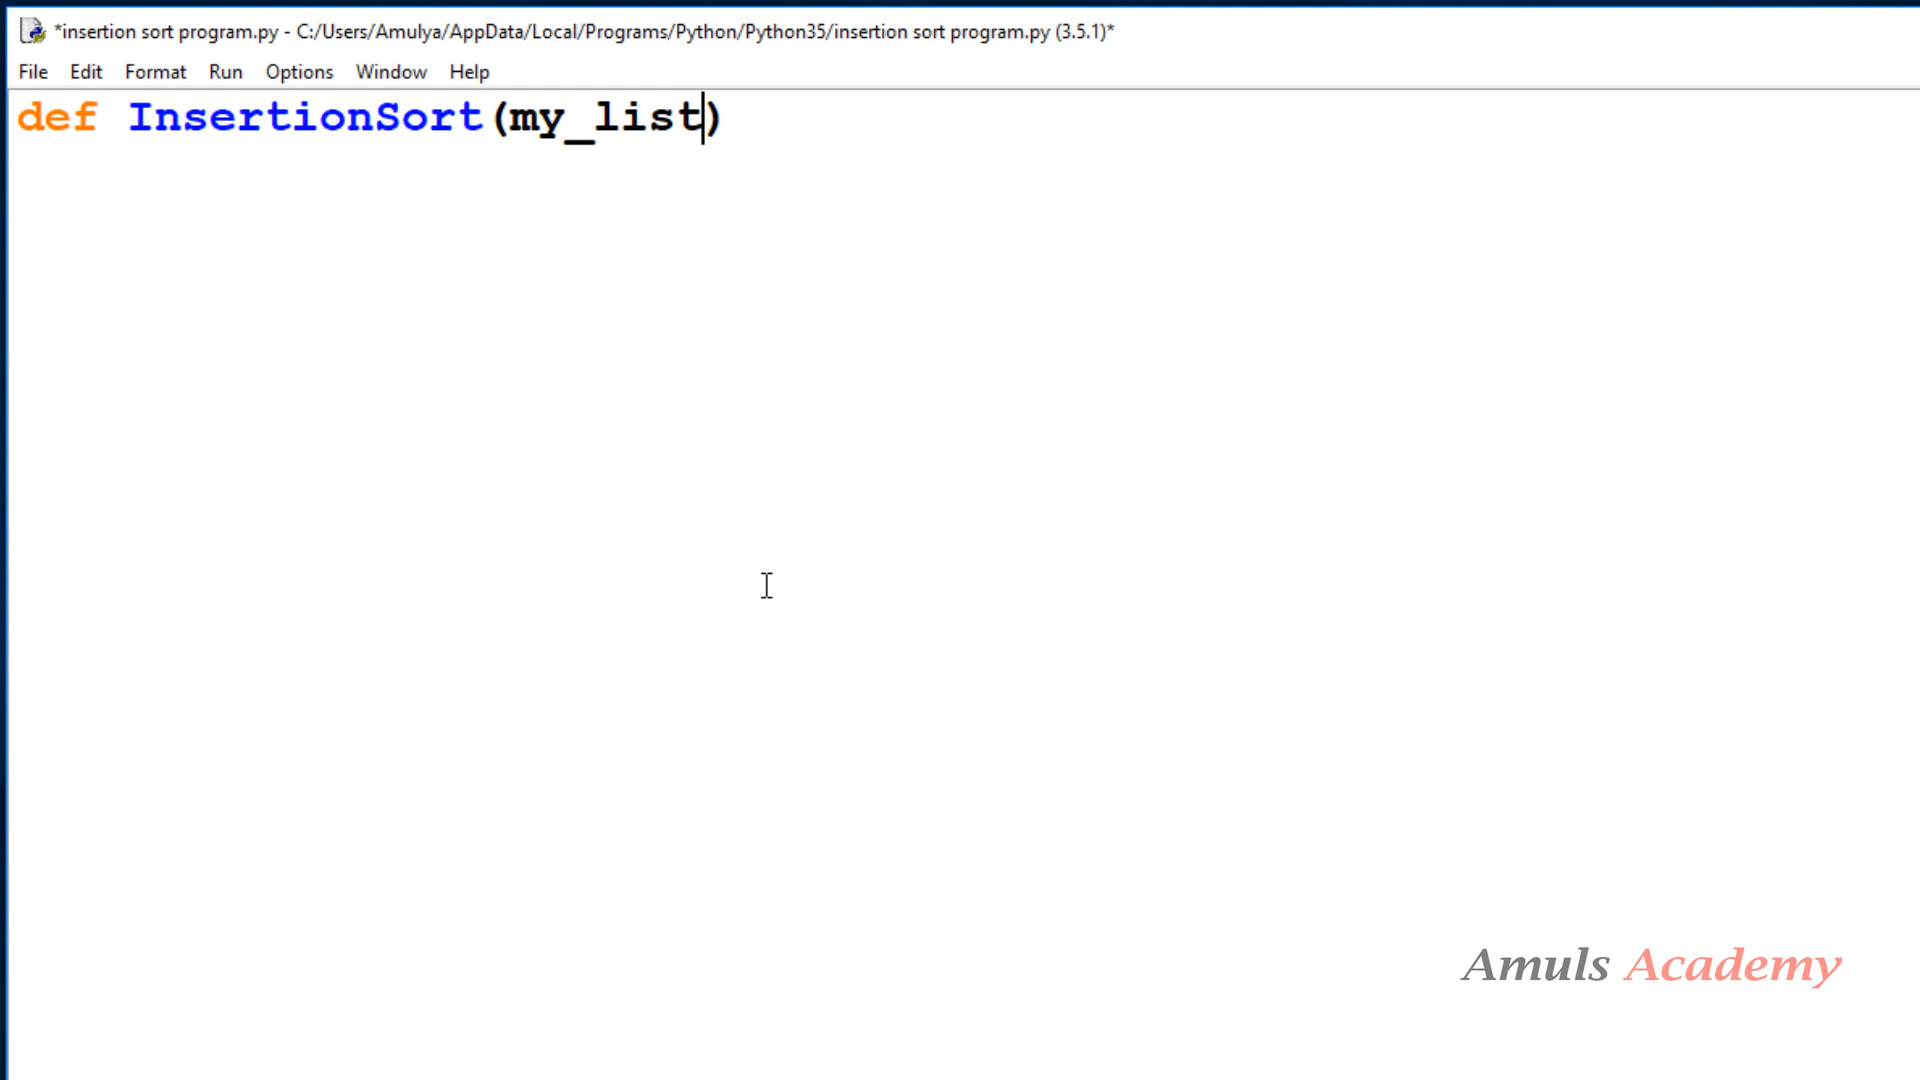 *insertion sort program.py - C:/Users/Amulya/AppData/Local/Programs/Python/Python35/insertion sort program.py (3.5.1)*
File Edit Format Run Options Window Help
def InsertionSort(my_list)
Amuls Academy